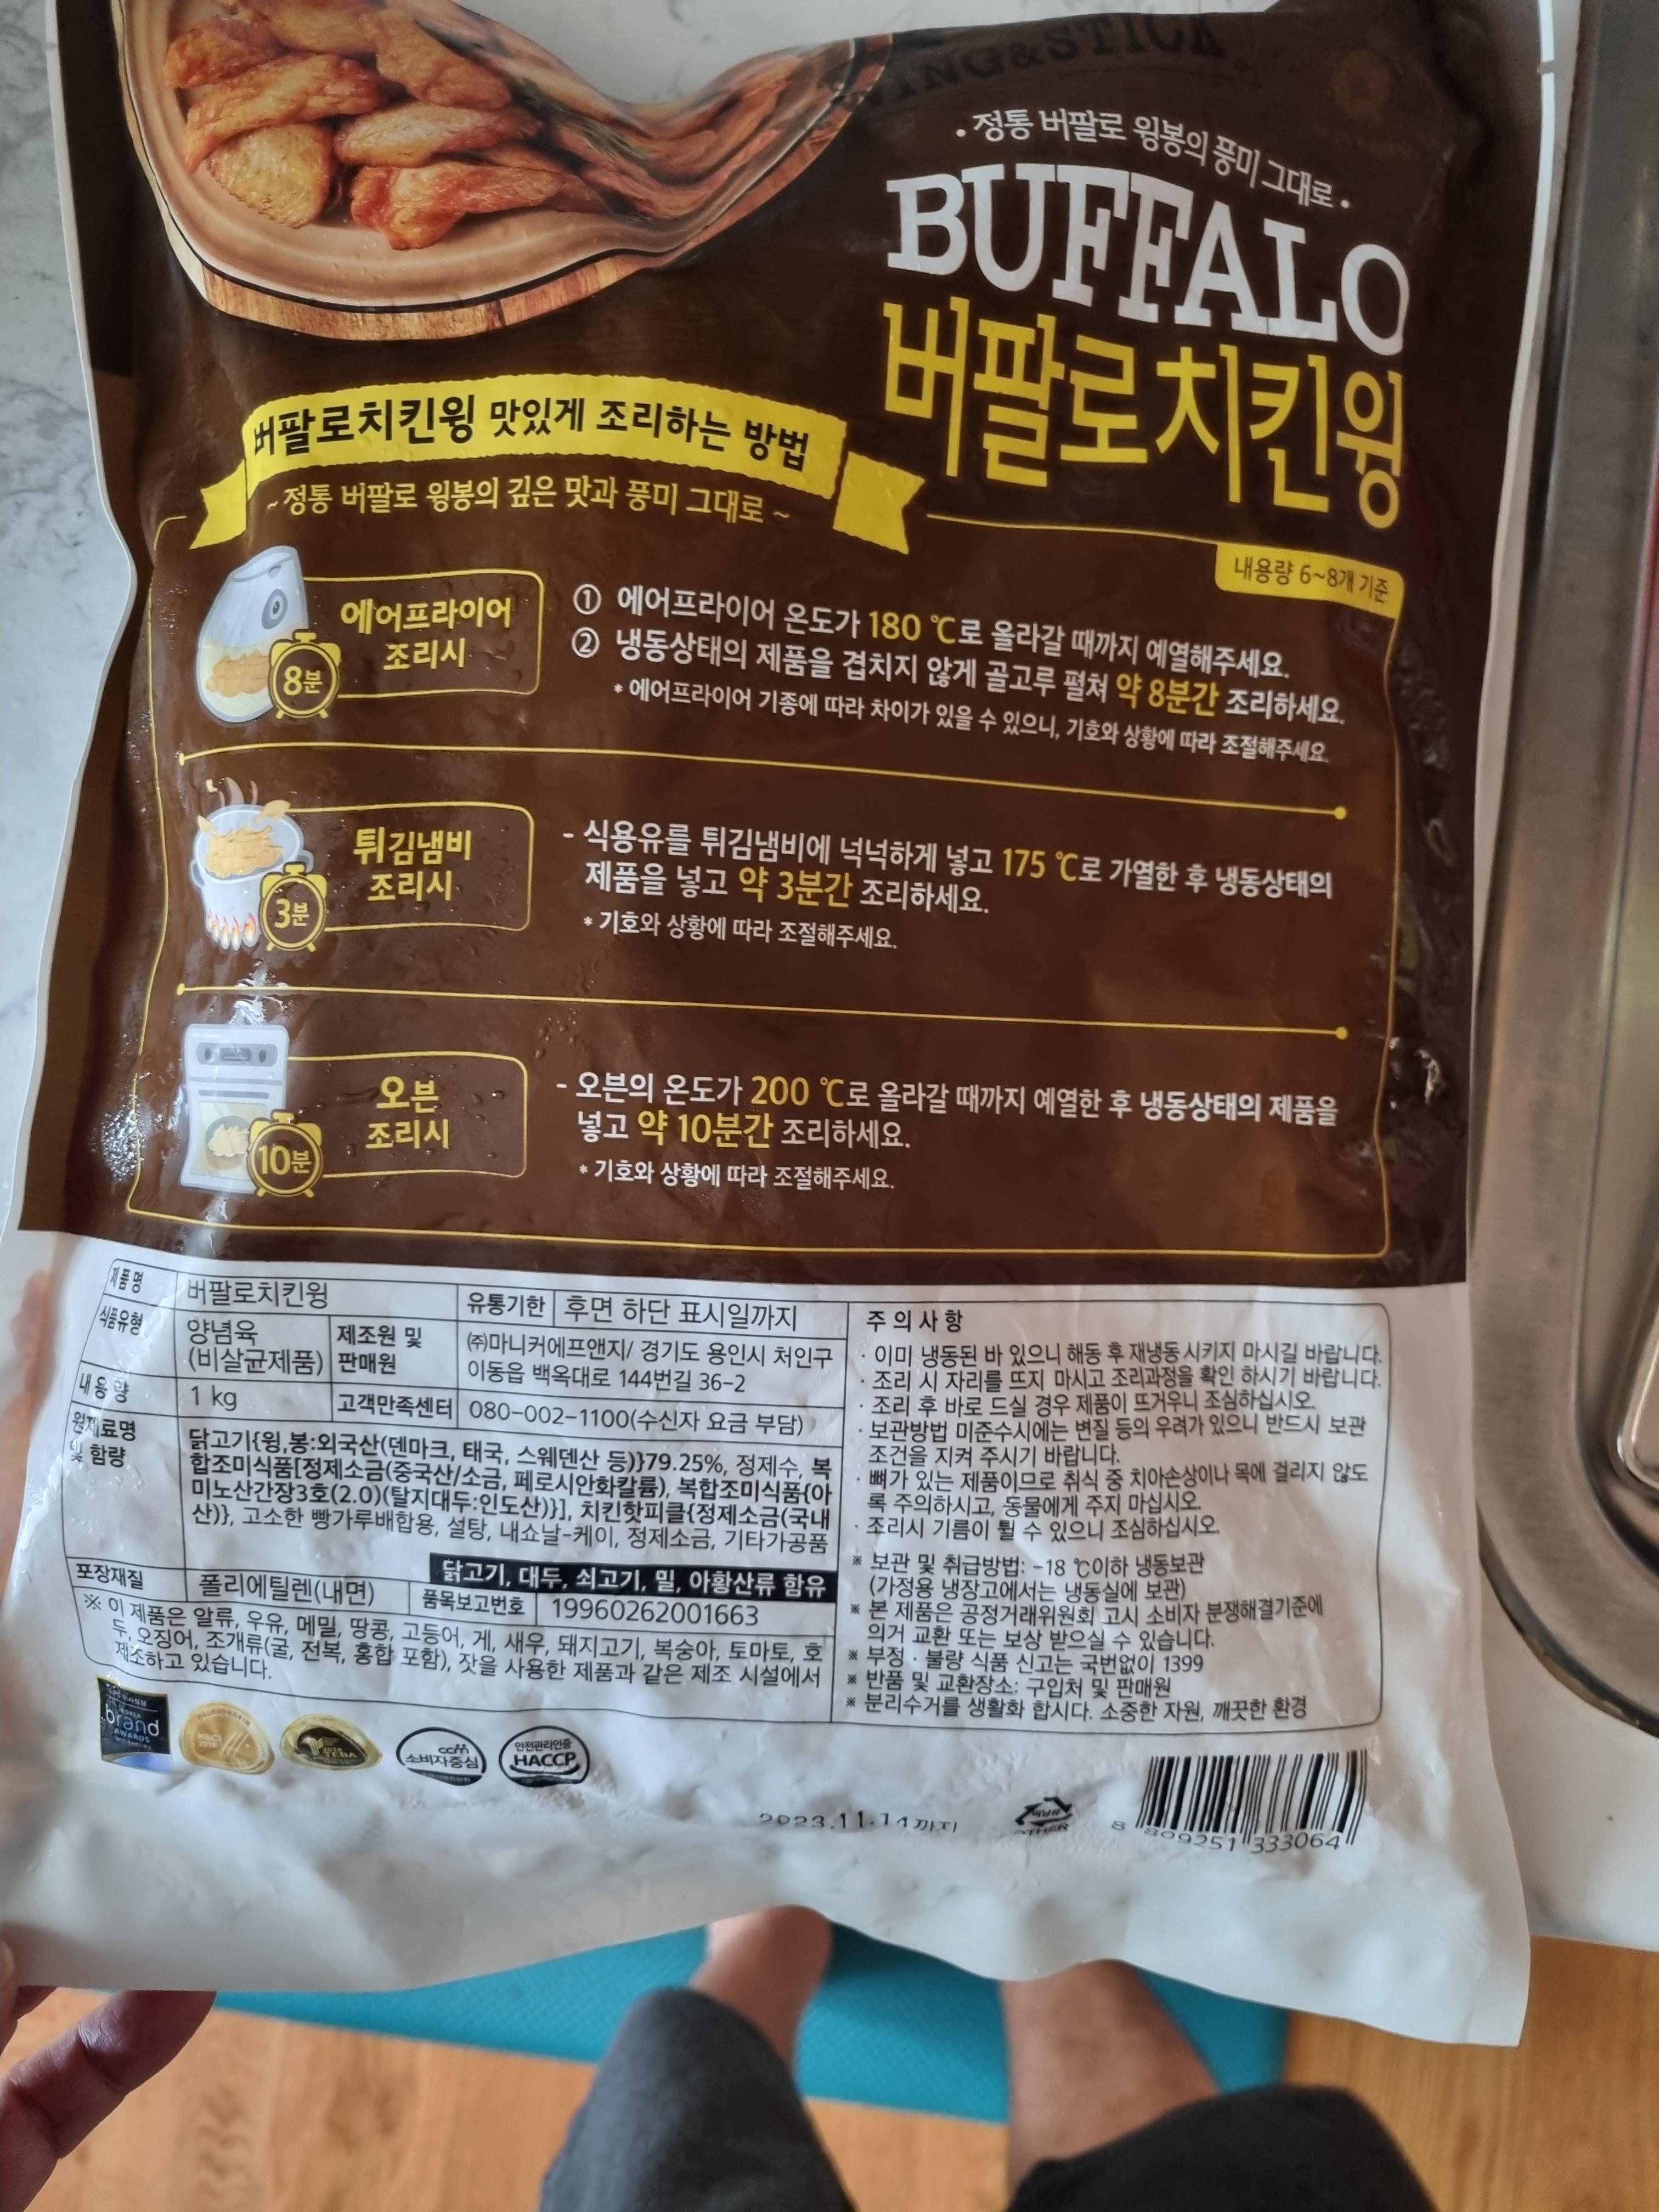 WING&STICK
• 정통 버팔로 윙봉의 풍미 그대로 •
BUFFALO
버팔로치킨윙
버팔로치킨윙 맛있게 조리하는 방법
~ 정통 버팔로 윙봉의 깊은 맛과 풍미 그대로 ~
내용량 6~8개 기준
에어프라이어
조리시
8분
① 에어프라이어 온도가 180 ℃로 올라갈 때까지 예열해주세요.
② 냉동상태의 제품을 겹치지 않게 골고루 펼쳐 약 8분간 조리하세요.
* 에어프라이어 기종에 따라 차이가 있을 수 있으니, 기호와 상황에 따라 조절해주세요.
튀김냄비
조리시
3분
- 식용유를 튀김냄비에 넉넉하게 넣고 175 ℃로 가열한 후 냉동상태의
제품을 넣고 약 3분간 조리하세요.
* 기호와 상황에 따라 조절해주세요.
오븐
조리시
10분
- 오븐의 온도가 200 ℃로 올라갈 때까지 예열한 후 냉동상태의 제품을
넣고 약 10분간 조리하세요.
* 기호와 상황에 따라 조절해주세요.
제품명 버팔로치킨윙 유통기한 후면 하단 표시일까지
식품유형 양념육
(비살균제품)
제조원 및
판매원
㈜마니커에프앤지/ 경기도 용인시 처인구
이동읍 백옥대로 144번길 36-2
내용량 1 kg 고객만족센터 080-002-1100(수신자 요금 부담)
원재료명
및 함량
닭고기{윙,봉:외국산(덴마크, 태국, 스웨덴산 등)}79.25%, 정제수, 복
합조미식품[정제소금(중국산/소금, 페로시안화칼륨), 복합조미식품{아
미노산간장3호(2.0)(탈지대두:인도산)}], 치킨핫피클{정제소금(국내
산)}, 고소한 빵가루배합용, 설탕, 내쇼날-케이, 정제소금, 기타가공품
닭고기, 대두, 쇠고기, 밀, 아황산류 함유
포장재질 폴리에틸렌(내면) 품목보고번호 19960262001663
※ 이 제품은 알류, 우유, 메밀, 땅콩, 고등어, 게, 새우, 돼지고기, 복숭아, 토마토, 호
두, 오징어, 조개류(굴, 전복, 홍합 포함), 잣을 사용한 제품과 같은 제조 시설에서
제조하고 있습니다.
주의사항
· 이미 냉동된 바 있으니 해동 후 재냉동시키지 마시길 바랍니다.
· 조리 시 자리를 뜨지 마시고 조리과정을 확인 하시기 바랍니다.
· 조리 후 바로 드실 경우 제품이 뜨거우니 조심하십시오.
· 보관방법 미준수시에는 변질 등의 우려가 있으니 반드시 보관
조건을 지켜 주시기 바랍니다.
· 뼈가 있는 제품이므로 취식 중 치아손상이나 목에 걸리지 않도
록 주의하시고, 동물에게 주지 마십시오.
· 조리시 기름이 튈 수 있으니 조심하십시오.
※ 보관 및 취급방법: -18 ℃이하 냉동보관
(가정용 냉장고에서는 냉동실에 보관)
※ 본 제품은 공정거래위원회 고시 소비자 분쟁해결기준에
의거 교환 또는 보상 받으실 수 있습니다.
※ 부정 · 불량 식품 신고는 국번없이 1399
※ 반품 및 교환장소: 구입처 및 판매원
※ 분리수거를 생활화 합시다. 소중한 자원, 깨끗한 환경
brand
AWARDS
ccm
소비자중심
안전관리인증
HACCP
2023.11.14까지
비닐류
OTHER
8 809251 333064